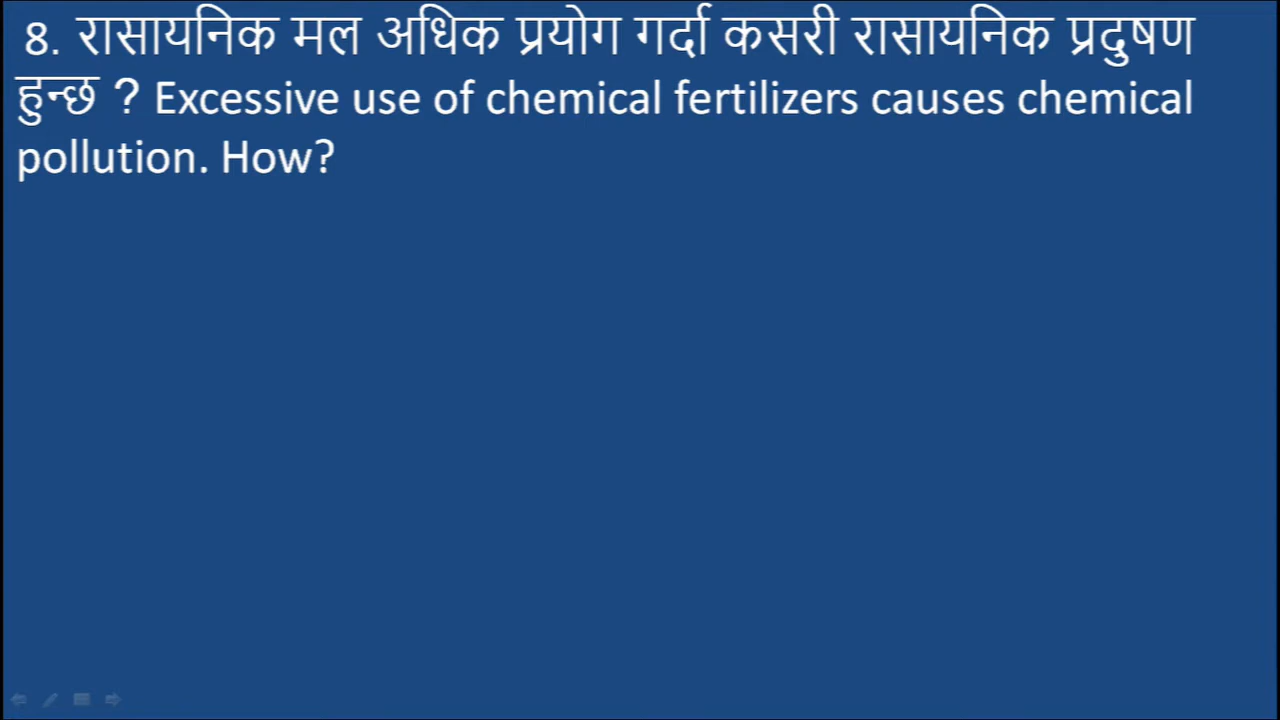 8. रासायनिक मल अधिक प्रयोग गर्दा कसरी रासायनिक प्रदुषण
हुन्छ ? Excessive use of chemical fertilizers causes chemical
pollution. How?